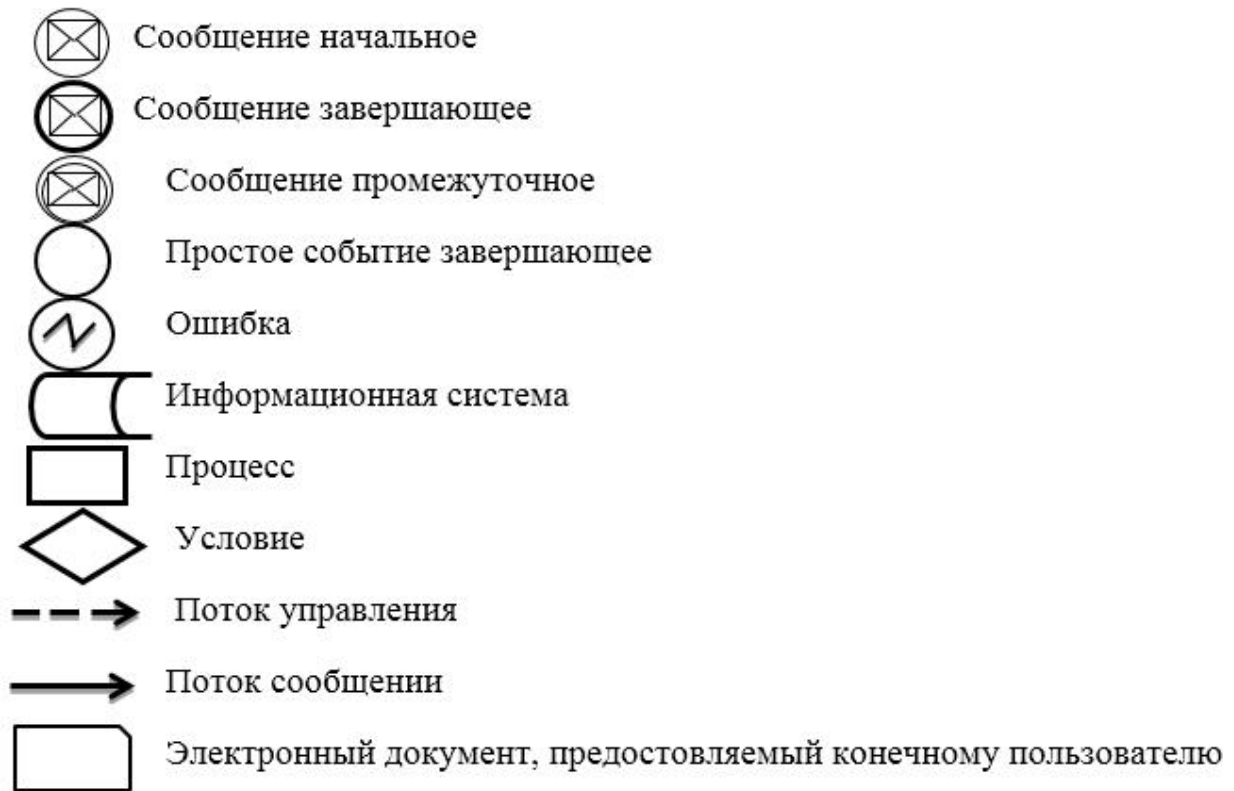 Сообщение начальное
Сообщение завершающее
Сообщение промежуточное
Простое событие завершающее
Ошибка
Информационная система
Процесс
Условие
Поток управления
Поток сообщении
Электронный документ, предостовляемый конечному пользователю